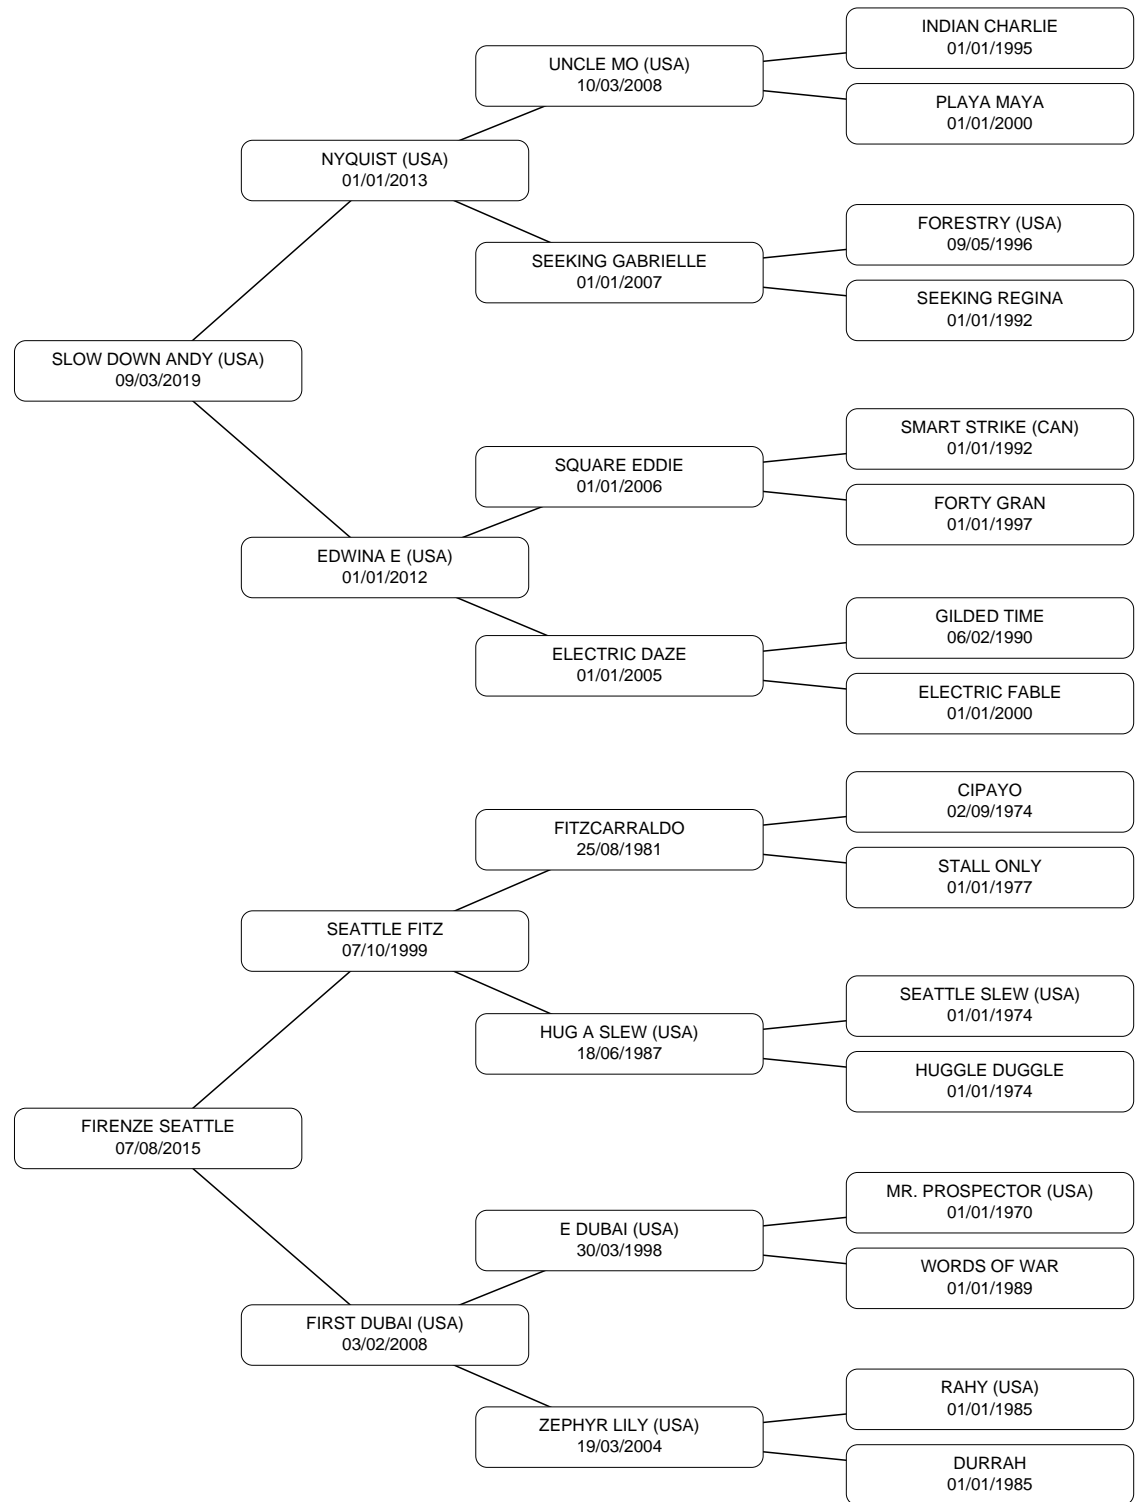 INDIAN CHARLIE
01/01/1995
UNCLE MO (USA)
10/03/2008
PLAYA MAYA
01/01/2000
NYQUIST (USA)
01/01/2013
FORESTRY (USA)
09/05/1996
SEEKING GABRIELLE
01/01/2007
SEEKING REGINA
01/01/1992
SLOW DOWN ANDY (USA)
09/03/2019
SMART STRIKE (CAN)
01/01/1992
SQUARE EDDIE
01/01/2006
FORTY GRAN
01/01/1997
EDWINA E (USA)
01/01/2012
GILDED TIME
06/02/1990
ELECTRIC DAZE
01/01/2005
ELECTRIC FABLE
01/01/2000
CIPAYO
02/09/1974
FITZCARRALDO
25/08/1981
STALL ONLY
01/01/1977
SEATTLE FITZ
07/10/1999
SEATTLE SLEW (USA)
01/01/1974
HUG A SLEW (USA)
18/06/1987
HUGGLE DUGGLE
01/01/1974
FIRENZE SEATTLE
07/08/2015
MR. PROSPECTOR (USA)
01/01/1970
E DUBAI (USA)
30/03/1998
WORDS OF WAR
01/01/1989
FIRST DUBAI (USA)
03/02/2008
RAHY (USA)
01/01/1985
ZEPHYR LILY (USA)
19/03/2004
DURRAH
01/01/1985